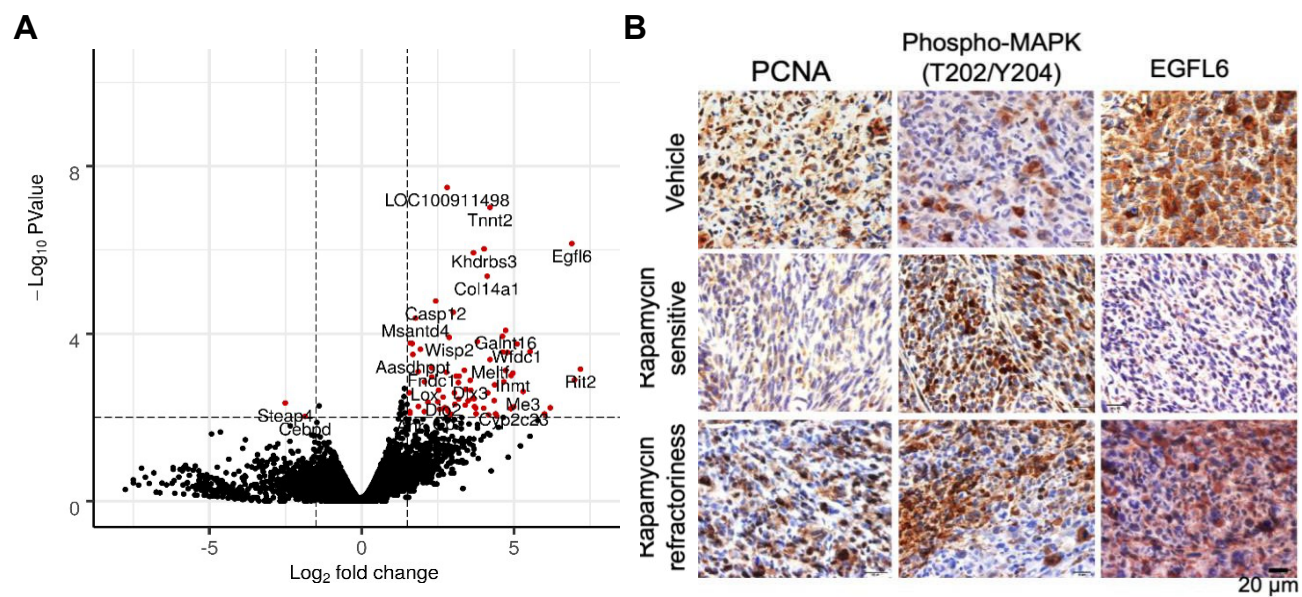 A
B
− Log10 PValue
8
4
0
-5
0
5
Log2 fold change
LOC100911498
Tnnt2
Egfl6
Khdrbs3
Col14a1
Casp12
Msantd4
Galnt16
Wisp2
Wfdc1
Aasdhppt
Meltf
Fndc1
Rit2
Inmt
Lox
Dlx3
Me3
Dio2
Cyp2c23
Steap4
Cebpd
PCNA
Phospho-MAPK
(T202/Y204)
EGFL6
Vehicle
Rapamycin
sensitive
Rapamycin
refractoriness
20 µm